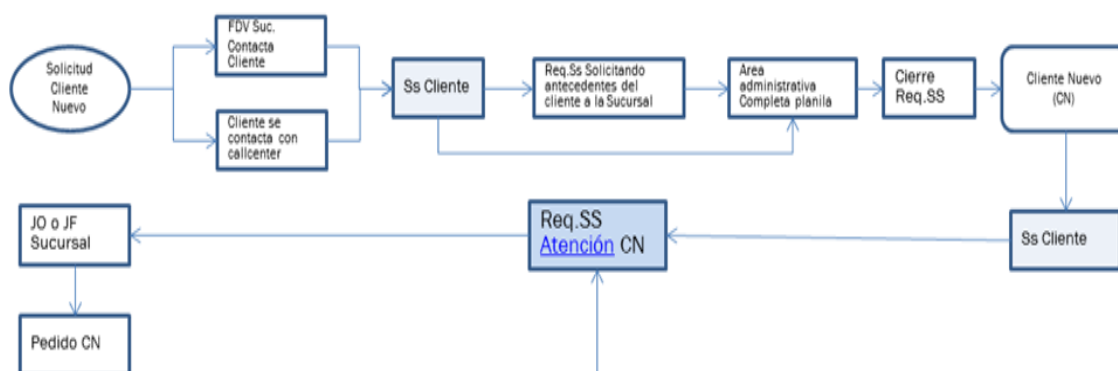 Solicitud
Cliente
Nuevo
FDV Suc.
Contacta
Cliente
Cliente se
contacta con
callcenter
Ss Cliente
Req.Ss Solicitando
antecedentes del
cliente a la Sucursal
Area
administrativa
Completa planila
Cierre
Req.SS
Cliente Nuevo
(CN)
JO o JF
Sucursal
Req.SS
Atención CN
Ss Cliente
Pedido CN